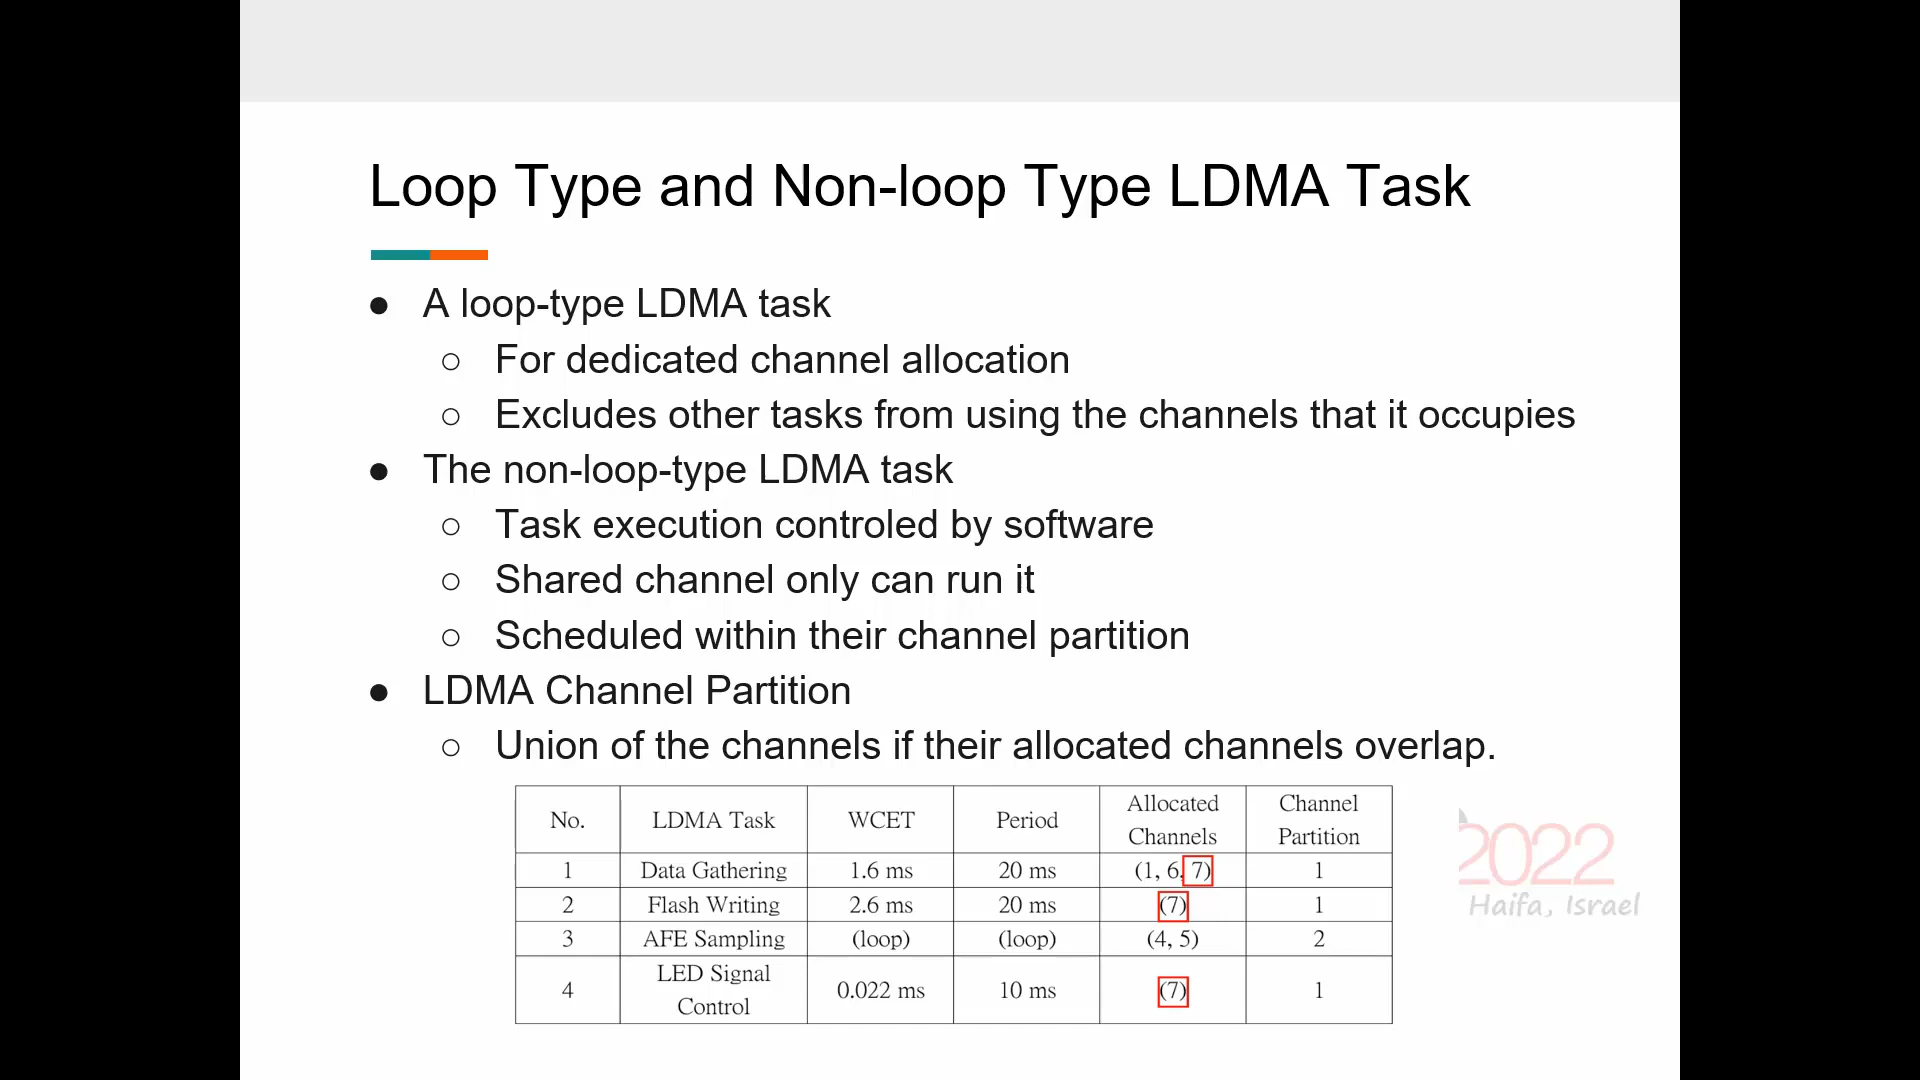 Loop Type and Non-loop Type LDMA Task
● A loop-type LDMA task
○ For dedicated channel allocation
○ Excludes other tasks from using the channels that it occupies
● The non-loop-type LDMA task
○ Task execution controled by software
○ Shared channel only can run it
○ Scheduled within their channel partition
● LDMA Channel Partition
○ Union of the channels if their allocated channels overlap.
No. LDMA Task WCET Period Allocated Channels Channel Partition
1 Data Gathering 1.6 ms 20 ms (1, 6, 7) 1
2 Flash Writing 2.6 ms 20 ms (7) 1
3 AFE Sampling (loop) (loop) (4, 5) 2
4 LED Signal Control 0.022 ms 10 ms (7) 1
2022
Haifa, Israel